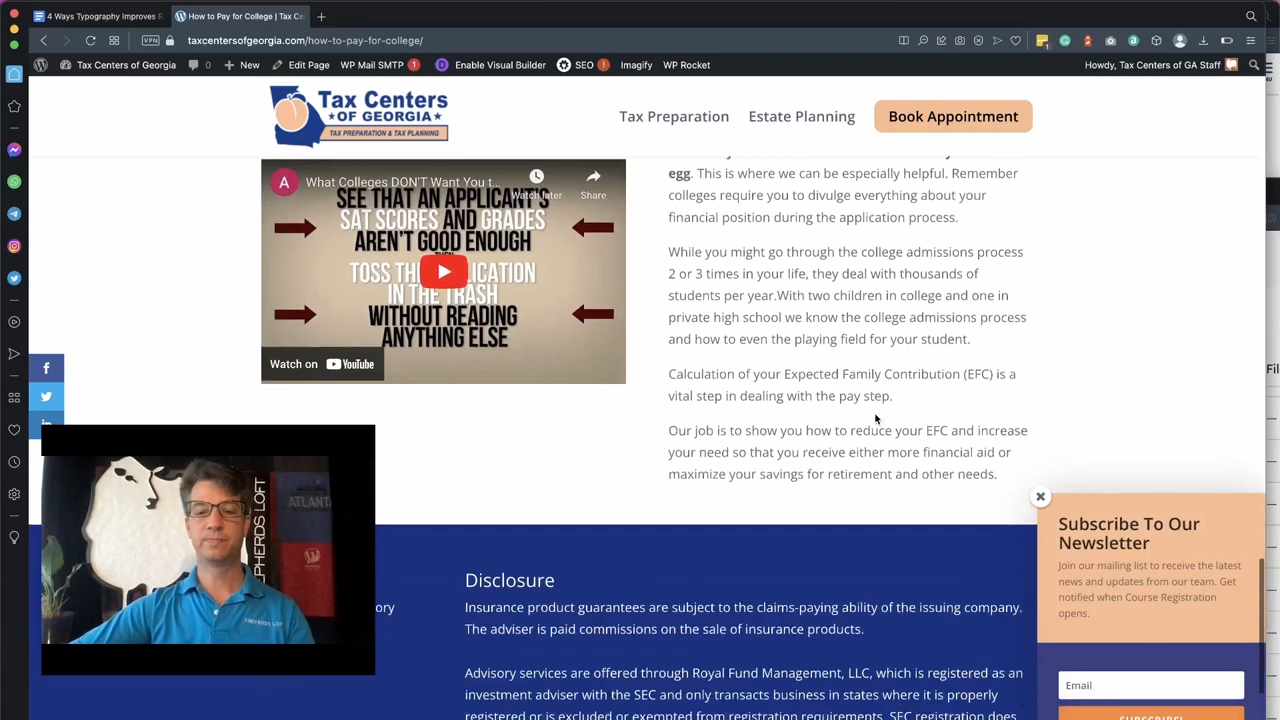 4 Ways Typography Improves R
How to Pay for College | Tax Ce
VPN
taxcentersofgeorgia.com/how-to-pay-for-college/
Tax Centers of Georgia
0
New
Edit Page
WP Mail SMTP 1
Enable Visual Builder
SEO !
Imagify
WP Rocket
Howdy, Tax Centers of GA Staff
Tax Centers
OF GEORGIA
TAX PREPARATION & TAX PLANNING
Tax Preparation
Estate Planning
Book Appointment
A
What Colleges DON'T Want You t...
Watch later
Share
SEE THAT AN APPLICANT'S
SAT SCORES AND GRADES
AREN'T GOOD ENOUGH
IN THE TRASH
WITHOUT READING
ANYTHING ELSE
Watch on YouTube
egg. This is where we can be especially helpful. Remember
colleges require you to divulge everything about your
financial position during the application process.
While you might go through the college admissions process
2 or 3 times in your life, they deal with thousands of
students per year.With two children in college and one in
private high school we know the college admissions process
and how to even the playing field for your student.
Calculation of your Expected Family Contribution (EFC) is a
vital step in dealing with the pay step.
Our job is to show you how to reduce your EFC and increase
your need so that you receive either more financial aid or
maximize your savings for retirement and other needs.
ATLANTA
SHEPHERDS LOFT
ory
Disclosure
Insurance product guarantees are subject to the claims-paying ability of the issuing company.
The adviser is paid commissions on the sale of insurance products.
Advisory services are offered through Royal Fund Management, LLC, which is registered as an
investment adviser with the SEC and only transacts business in states where it is properly
registered or is excluded or exempted from registration requirements. SEC registration does
Subscribe To Our
Newsletter
Join our mailing list to receive the latest
news and updates from our team. Get
notified when Course Registration
opens.
Email
SUBSCRIBE!